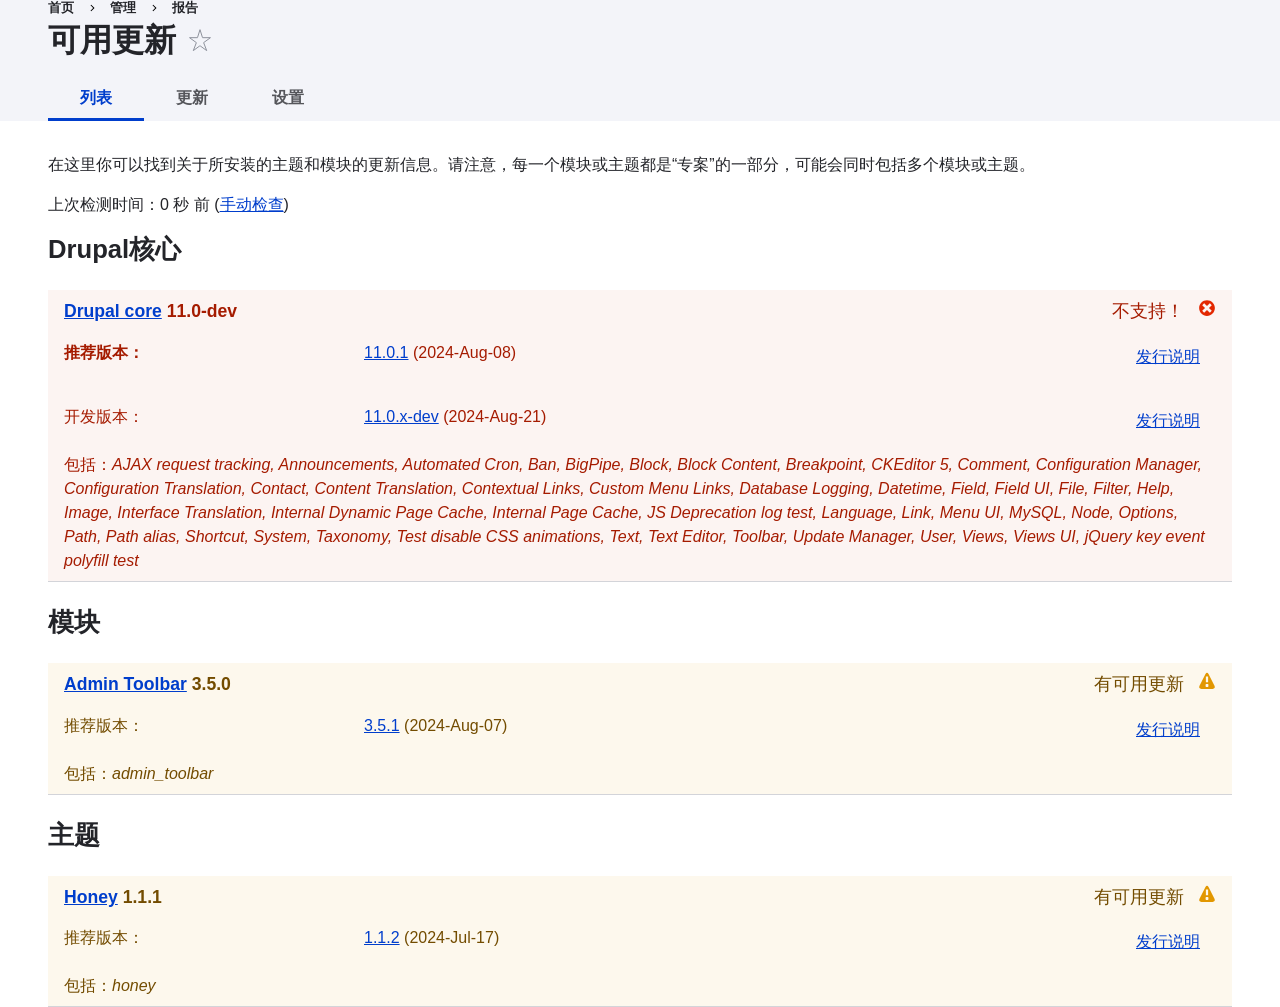 首页 › 管理 › 报告
可用更新 ☆
列表 更新 设置
在这里你可以找到关于所安装的主题和模块的更新信息。请注意，每一个模块或主题都是“专案”的一部分，可能会同时包括多个模块或主题。
上次检测时间：0 秒 前 (手动检查)
Drupal核心
Drupal core 11.0-dev 不支持！
推荐版本： 11.0.1 (2024-Aug-08) 发行说明
开发版本： 11.0.x-dev (2024-Aug-21) 发行说明
包括：AJAX request tracking, Announcements, Automated Cron, Ban, BigPipe, Block, Block Content, Breakpoint, CKEditor 5, Comment, Configuration Manager,
Configuration Translation, Contact, Content Translation, Contextual Links, Custom Menu Links, Database Logging, Datetime, Field, Field UI, File, Filter, Help,
Image, Interface Translation, Internal Dynamic Page Cache, Internal Page Cache, JS Deprecation log test, Language, Link, Menu UI, MySQL, Node, Options,
Path, Path alias, Shortcut, System, Taxonomy, Test disable CSS animations, Text, Text Editor, Toolbar, Update Manager, User, Views, Views UI, jQuery key event
polyfill test
模块
Admin Toolbar 3.5.0 有可用更新
推荐版本： 3.5.1 (2024-Aug-07) 发行说明
包括：admin_toolbar
主题
Honey 1.1.1 有可用更新
推荐版本： 1.1.2 (2024-Jul-17) 发行说明
包括：honey